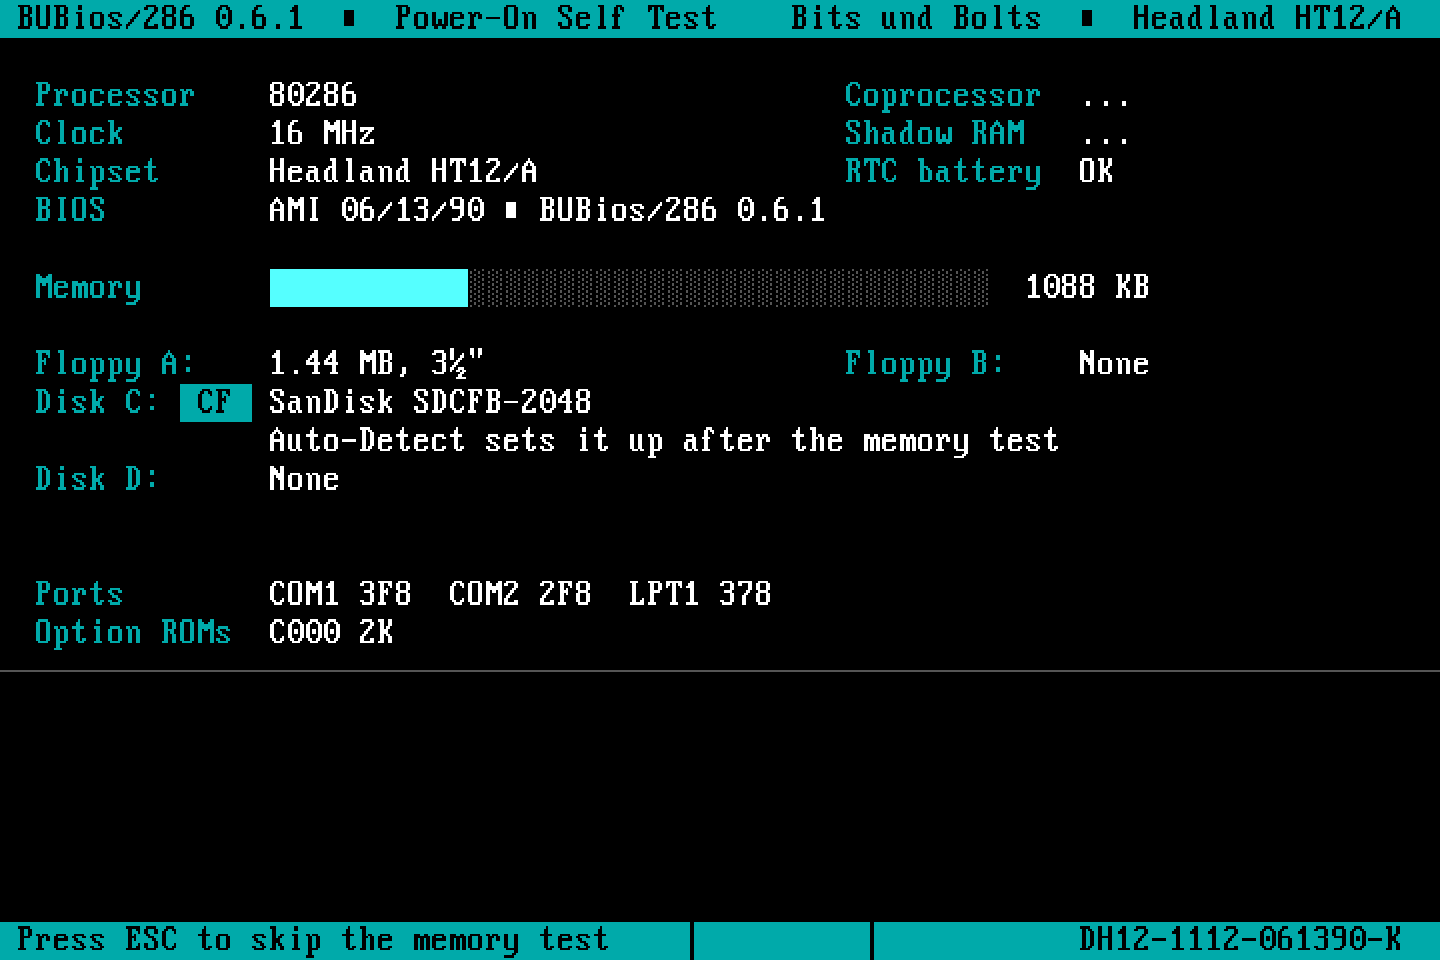 BUBios/286 0.6.1 ▪ Power-On Self Test Bits und Bolts ▪ Headland HT12/A
Processor 80286 Coprocessor ...
Clock 16 MHz Shadow RAM ...
Chipset Headland HT12/A RTC battery OK
BIOS AMI 06/13/90 ▪ BUBios/286 0.6.1
Memory 1088 KB
Floppy A: 1.44 MB, 3½" Floppy B: None
Disk C: CF SanDisk SDCFB-2048
Auto-Detect sets it up after the memory test
Disk D: None
Ports COM1 3F8 COM2 2F8 LPT1 378
Option ROMs C000 2K
Press ESC to skip the memory test DH12-1112-061390-K